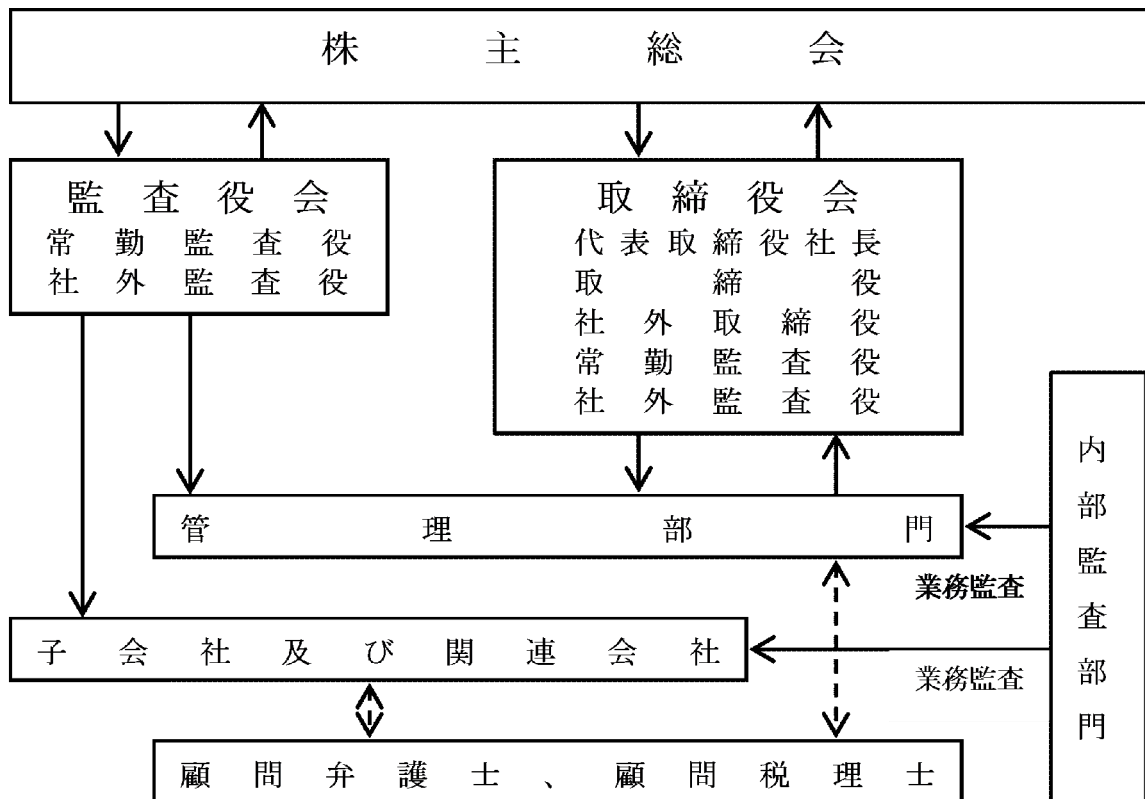 株主総会
監査役会
常勤監査役
社外監査役
取締役会
代表取締役社長
取締役
社外取締役
常勤監査役
社外監査役
内部監査部門
管理部門
業務監査
子会社及び関連会社
業務監査
顧問弁護士、顧問税理士